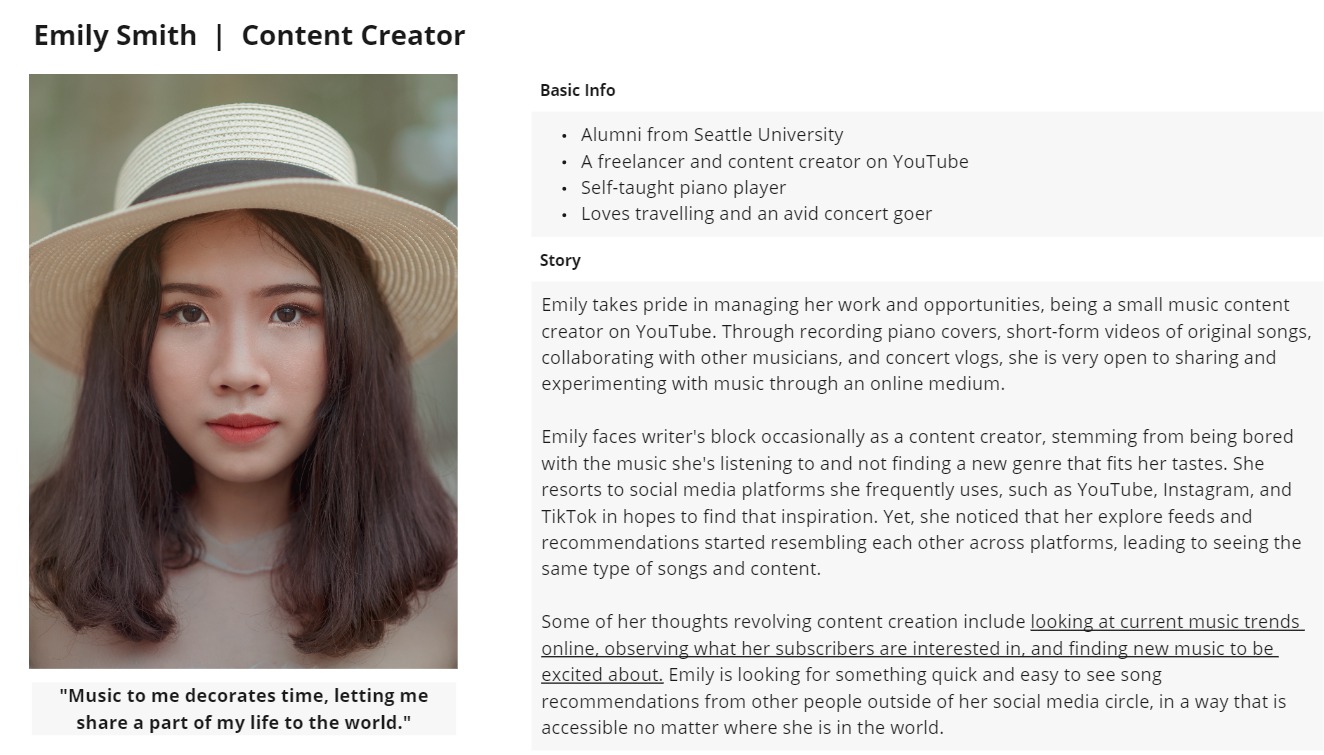 Emily Smith | Content Creator
"Music to me decorates time, letting me
share a part of my life to the world."
Basic Info
• Alumni from Seattle University
• A freelancer and content creator on YouTube
• Self-taught piano player
• Loves travelling and an avid concert goer
Story
Emily takes pride in managing her work and opportunities, being a small music content
creator on YouTube. Through recording piano covers, short-form videos of original songs,
collaborating with other musicians, and concert vlogs, she is very open to sharing and
experimenting with music through an online medium.
Emily faces writer's block occasionally as a content creator, stemming from being bored
with the music she's listening to and not finding a new genre that fits her tastes. She
resorts to social media platforms she frequently uses, such as YouTube, Instagram, and
TikTok in hopes to find that inspiration. Yet, she noticed that her explore feeds and
recommendations started resembling each other across platforms, leading to seeing the
same type of songs and content.
Some of her thoughts revolving content creation include looking at current music trends
online, observing what her subscribers are interested in, and finding new music to be
excited about. Emily is looking for something quick and easy to see song
recommendations from other people outside of her social media circle, in a way that is
accessible no matter where she is in the world.